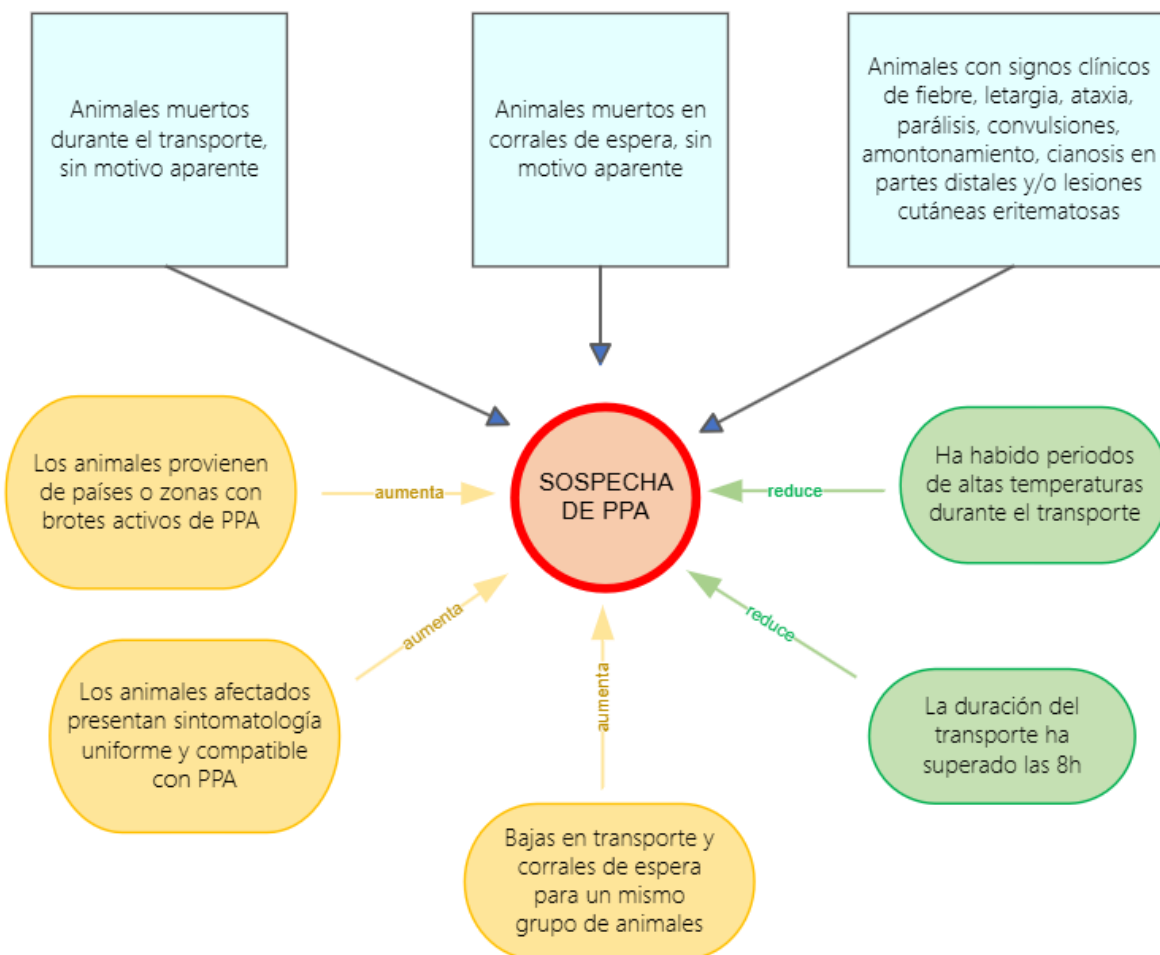 Animales muertos
durante el transporte,
sin motivo aparente
Animales muertos en
corrales de espera, sin
motivo aparente
Animales con signos clínicos
de fiebre, letargia, ataxia,
parálisis, convulsiones,
amontonamiento, cianosis en
partes distales y/o lesiones
cutáneas eritematosas
Los animales provienen
de países o zonas con
brotes activos de PPA
aumenta
SOSPECHA
DE PPA
reduce
Ha habido periodos
de altas temperaturas
durante el transporte
Los animales afectados
presentan sintomatología
uniforme y compatible
con PPA
aumenta
aumenta
reduce
La duración del
transporte ha
superado las 8h
Bajas en transporte y
corrales de espera
para un mismo
grupo de animales